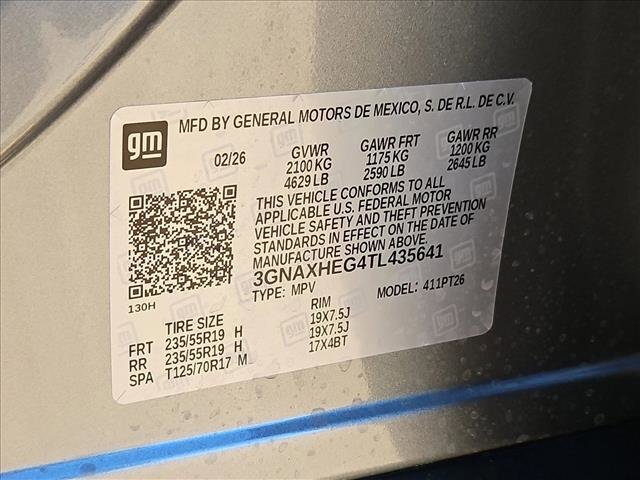 gm
MFD BY GENERAL MOTORS DE MEXICO, S. DE R.L. DE C.V.
02/26 GVWR GAWR FRT GAWR RR
2100 KG 1175 KG 1200 KG
4629 LB 2590 LB 2645 LB
THIS VEHICLE CONFORMS TO ALL
APPLICABLE U.S. FEDERAL MOTOR
VEHICLE SAFETY AND THEFT PREVENTION
STANDARDS IN EFFECT ON THE DATE OF
MANUFACTURE SHOWN ABOVE.
3GNAXHEG4TL435641
TYPE: MPV MODEL: 411PT26
130H
TIRE SIZE RIM
FRT 235/55R19 H 19X7.5J
RR 235/55R19 H 19X7.5J
SPA T125/70R17 M 17X4BT